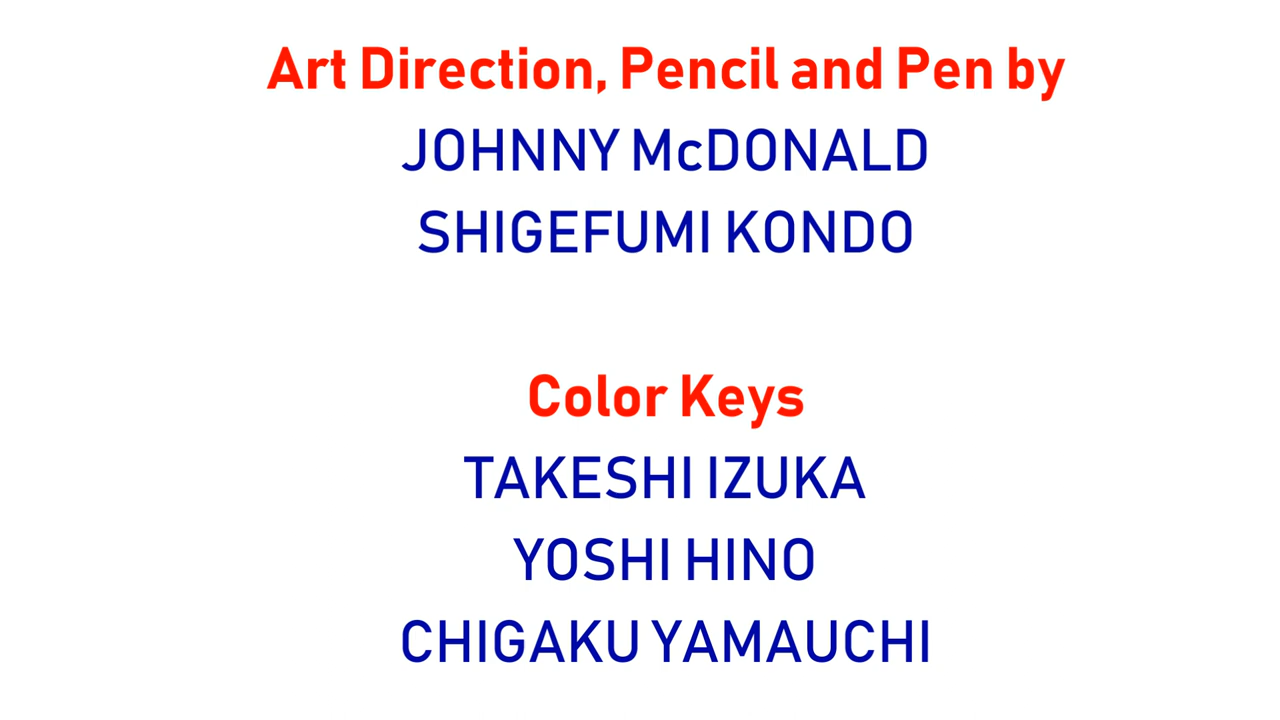 Art Direction, Pencil and Pen by
JOHNNY McDONALD
SHIGEFUMI KONDO
Color Keys
TAKESHI IZUKA
YOSHI HINO
CHIGAKU YAMAUCHI